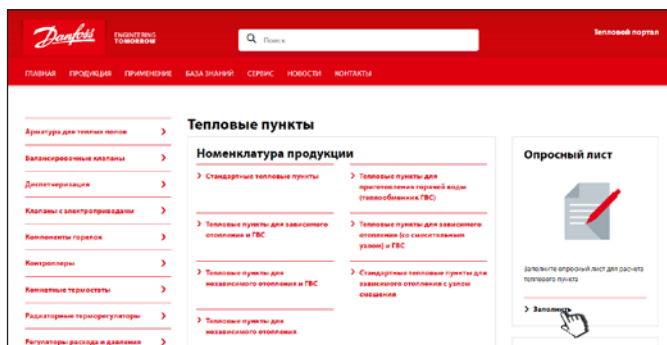 Danfoss
ENGINEERING
TOMORROW
Поиск
Тепловой портал
ГЛАВНАЯ ПРОДУКЦИЯ ПРИМЕНЕНИЕ БАЗА ЗНАНИЙ СЕРВИС НОВОСТИ КОНТАКТЫ
Арматура для теплых полов
Балансировочные клапаны
Диспетчеризация
Клапаны с электроприводами
Компоненты горелок
Контроллеры
Комнатные термостаты
Радиаторные терморегуляторы
Регуляторы расхода и давления
Тепловые пункты
Номенклатура продукции
Стандартные тепловые пункты
Тепловые пункты для зависимого
отопления и ГВС
Тепловые пункты для
независимого отопления и ГВС
Тепловые пункты для
независимого отопления
Тепловые пункты для
приготовления горячей воды
(теплообменник ГВС)
Тепловые пункты для зависимого
отопления (со смесительным
узлом) и ГВС
Стандартные тепловые пункты для
зависимого отопления с узлом
смешения
Опросный лист
Заполните опросный лист для расчета
теплового пункта
Заполнить